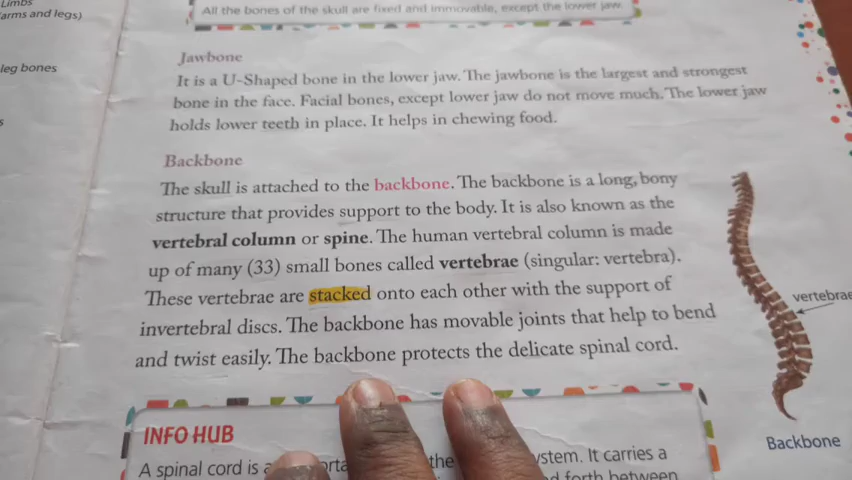 Limbs
(arms and legs)
leg bones
All the bones of the skull are fixed and immovable, except the lower jaw.
Jawbone
It is a U-Shaped bone in the lower jaw. The jawbone is the largest and strongest
bone in the face. Facial bones, except lower jaw do not move much. The lower jaw
holds lower teeth in place. It helps in chewing food.
Backbone
The skull is attached to the backbone. The backbone is a long, bony
structure that provides support to the body. It is also known as the
vertebral column or spine. The human vertebral column is made
up of many (33) small bones called vertebrae (singular: vertebra).
These vertebrae are stacked onto each other with the support of
invertebral discs. The backbone has movable joints that help to bend
and twist easily. The backbone protects the delicate spinal cord.
vertebrae
Backbone
INFO HUB
A spinal cord is the It carries a
forth between